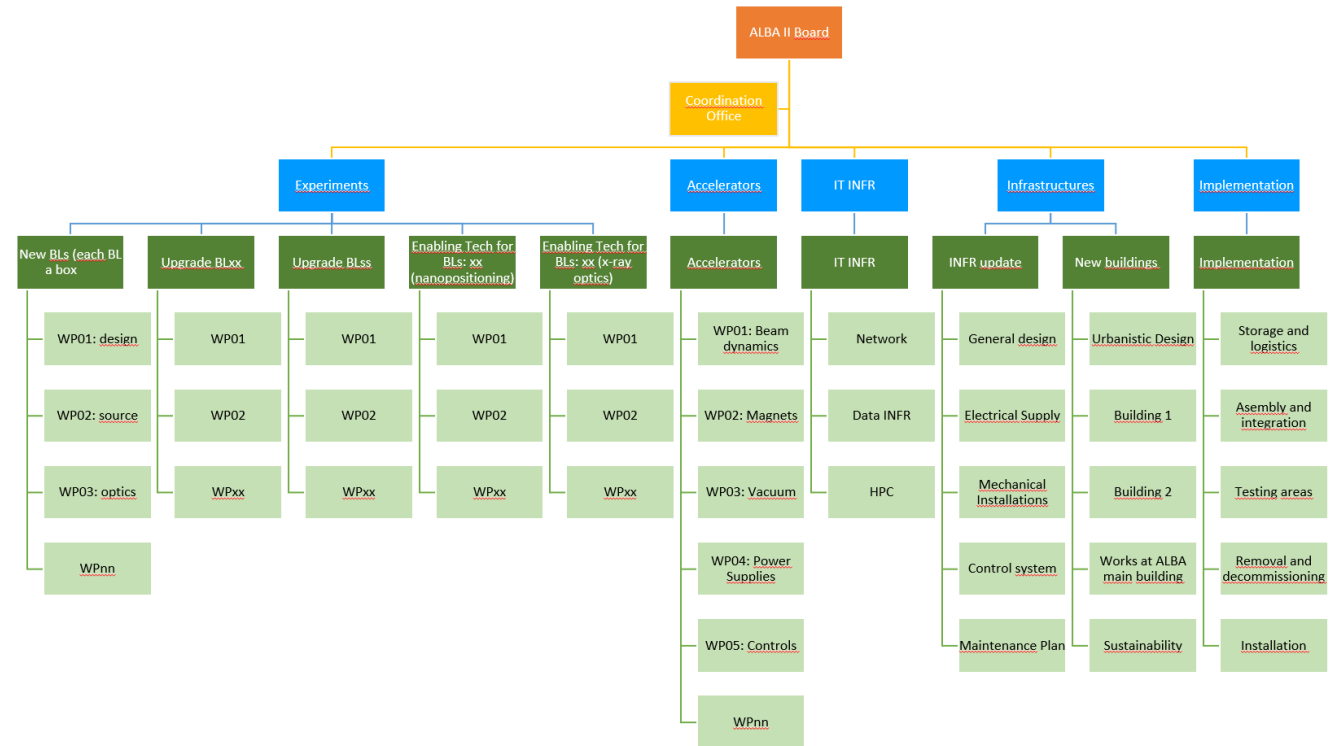 ALBA II Board
Coordination
Office
Experiments
Accelerators
IT INFR
Infrastructures
Implementation
New BLs (each BL
a box
Upgrade BLxx
Upgrade BLss
Enabling Tech for
BLs: xx
(nanopositioning)
Enabling Tech for
BLs: xx (x-ray
optics)
Accelerators
IT INFR
INFR update
New buildings
Implementation
WP01: design
WP01
WP01
WP01
WP01
WP01: Beam
dynamics
Network
General design
Urbanistic Design
Storage and
logistics
WP02: source
WP02
WP02
WP02
WP02
WP02: Magnets
Data INFR
Electrical Supply
Building 1
Asembly and
integration
WP03: optics
WPxx
WPxx
WPxx
WPxx
WP03: Vacuum
HPC
Mechanical
Installations
Building 2
Testing areas
WPnn
WP04: Power
Supplies
Control system
Works at ALBA
main building
Removal and
decommissioning
WP05: Controls
Maintenance Plan
Sustainability
Installation
WPnn